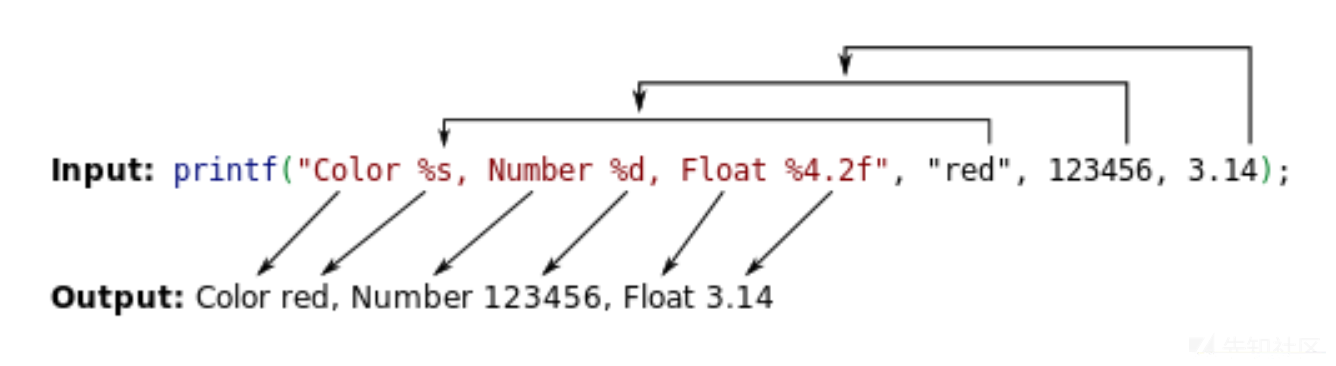 Input: printf("Color %s, Number %d, Float %4.2f", "red", 123456, 3.14);
Output: Color red, Number 123456, Float 3.14
先知社区